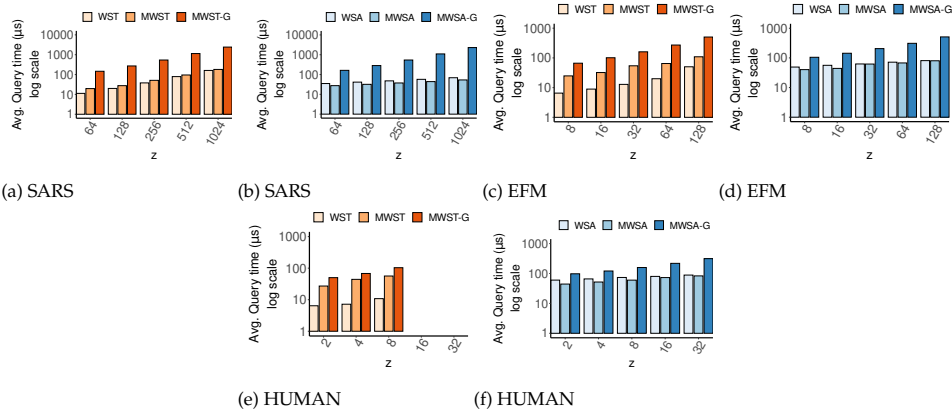 WST MWST MWST-G
Avg. Query time (µs)
log scale
10000
1000
100
10
1
64 128 256 512 1024
z
(a) SARS
WSA MWSA MWSA-G
Avg. Query time (µs)
log scale
10000
1000
100
10
1
64 128 256 512 1024
z
(b) SARS
WST MWST MWST-G
Avg. Query time (µs)
log scale
1000
100
10
1
8 16 32 64 128
z
(c) EFM
WSA MWSA MWSA-G
Avg. Query time (µs)
log scale
1000
100
10
1
8 16 32 64 128
z
(d) EFM
WST MWST MWST-G
Avg. Query time (µs)
log scale
1000
100
10
1
2 4 8 16 32
z
(e) HUMAN
WSA MWSA MWSA-G
Avg. Query time (µs)
log scale
1000
100
10
1
2 4 8 16 32
z
(f) HUMAN